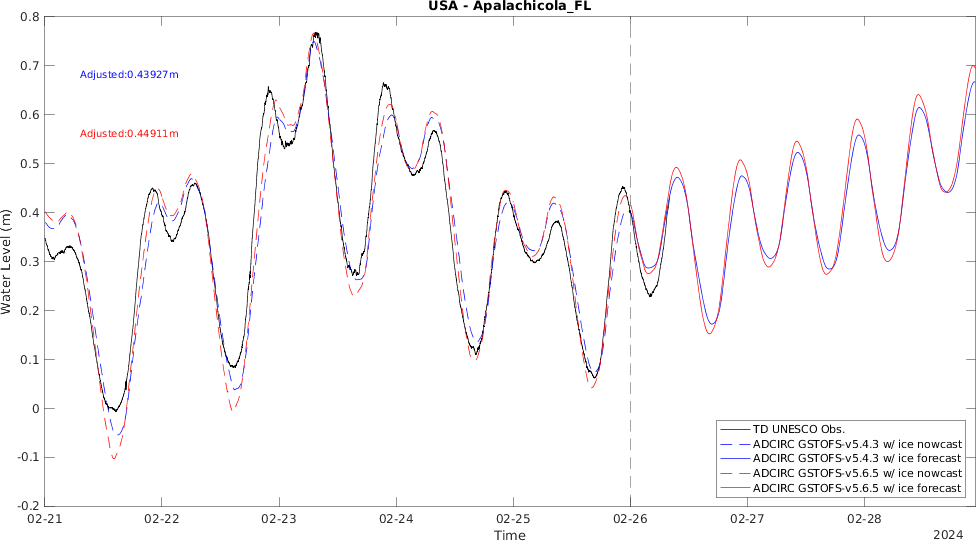 USA - Apalachicola_FL
0.8
0.7
0.6
0.5
0.4
0.3
0.2
0.1
0
-0.1
-0.2
Water Level (m)
Adjusted:0.43927m
Adjusted:0.44911m
TD UNESCO Obs.
ADCIRC GSTOFS-v5.4.3 w/ ice nowcast
ADCIRC GSTOFS-v5.4.3 w/ ice forecast
ADCIRC GSTOFS-v5.6.5 w/ ice nowcast
ADCIRC GSTOFS-v5.6.5 w/ ice forecast
02-21 02-22 02-23 02-24 02-25 02-26 02-27 02-28
Time
2024